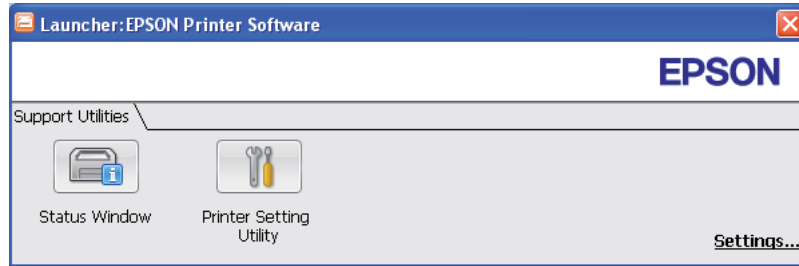 Launcher:EPSON Printer Software
EPSON
Support Utilities
Status Window
Printer Setting
Utility
Settings...